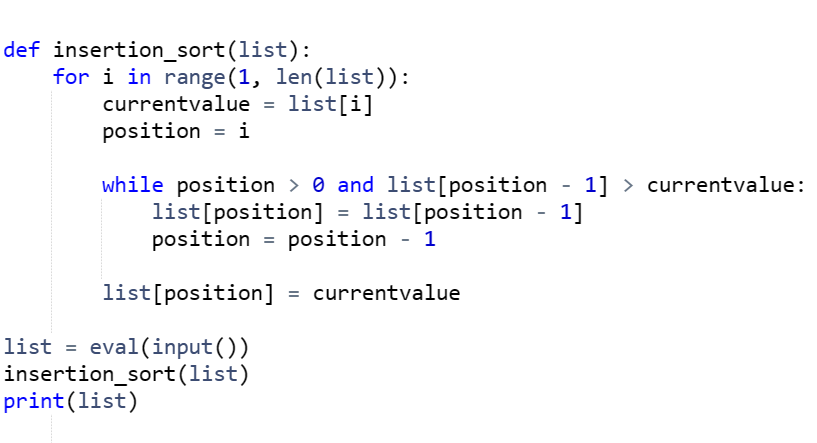 def insertion_sort(list):
    for i in range(1, len(list)):
        currentvalue = list[i]
        position = i
        while position > 0 and list[position - 1] > currentvalue:
            list[position] = list[position - 1]
            position = position - 1
        list[position] = currentvalue
list = eval(input())
insertion_sort(list)
print(list)